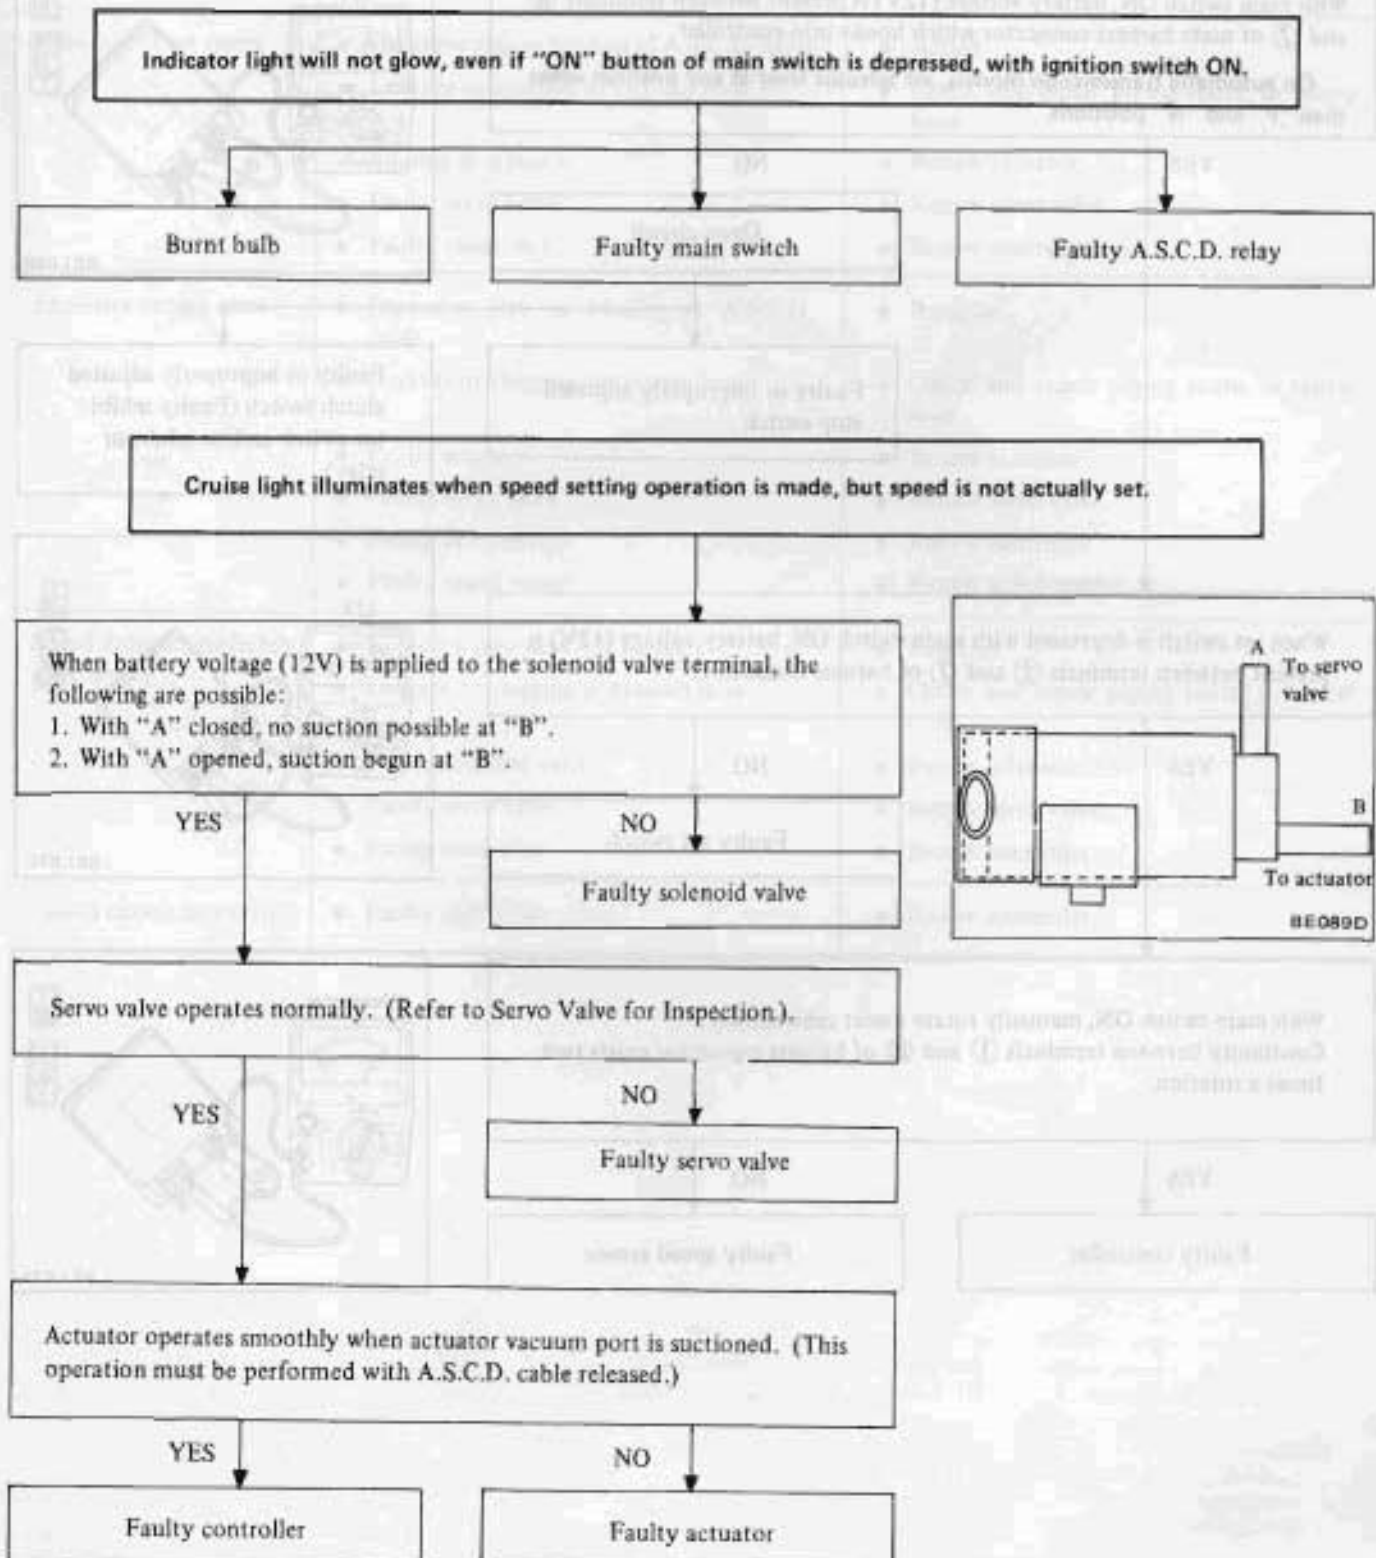 Indicator light will not glow, even if "ON" button of main switch is depressed, with ignition switch ON.
Burnt bulb
Faulty main switch
Faulty A.S.C.D. relay
Cruise light illuminates when speed setting operation is made, but speed is not actually set.
When battery voltage (12V) is applied to the solenoid valve terminal, the
following are possible:
1. With "A" closed, no suction possible at "B".
2. With "A" opened, suction begun at "B".
A
To servo
valve
B
To actuator
BE089D
YES
NO
Faulty solenoid valve
Servo valve operates normally. (Refer to Servo Valve for Inspection.).
YES
NO
Faulty servo valve
Actuator operates smoothly when actuator vacuum port is suctioned. (This
operation must be performed with A.S.C.D. cable released.)
YES
NO
Faulty controller
Faulty actuator